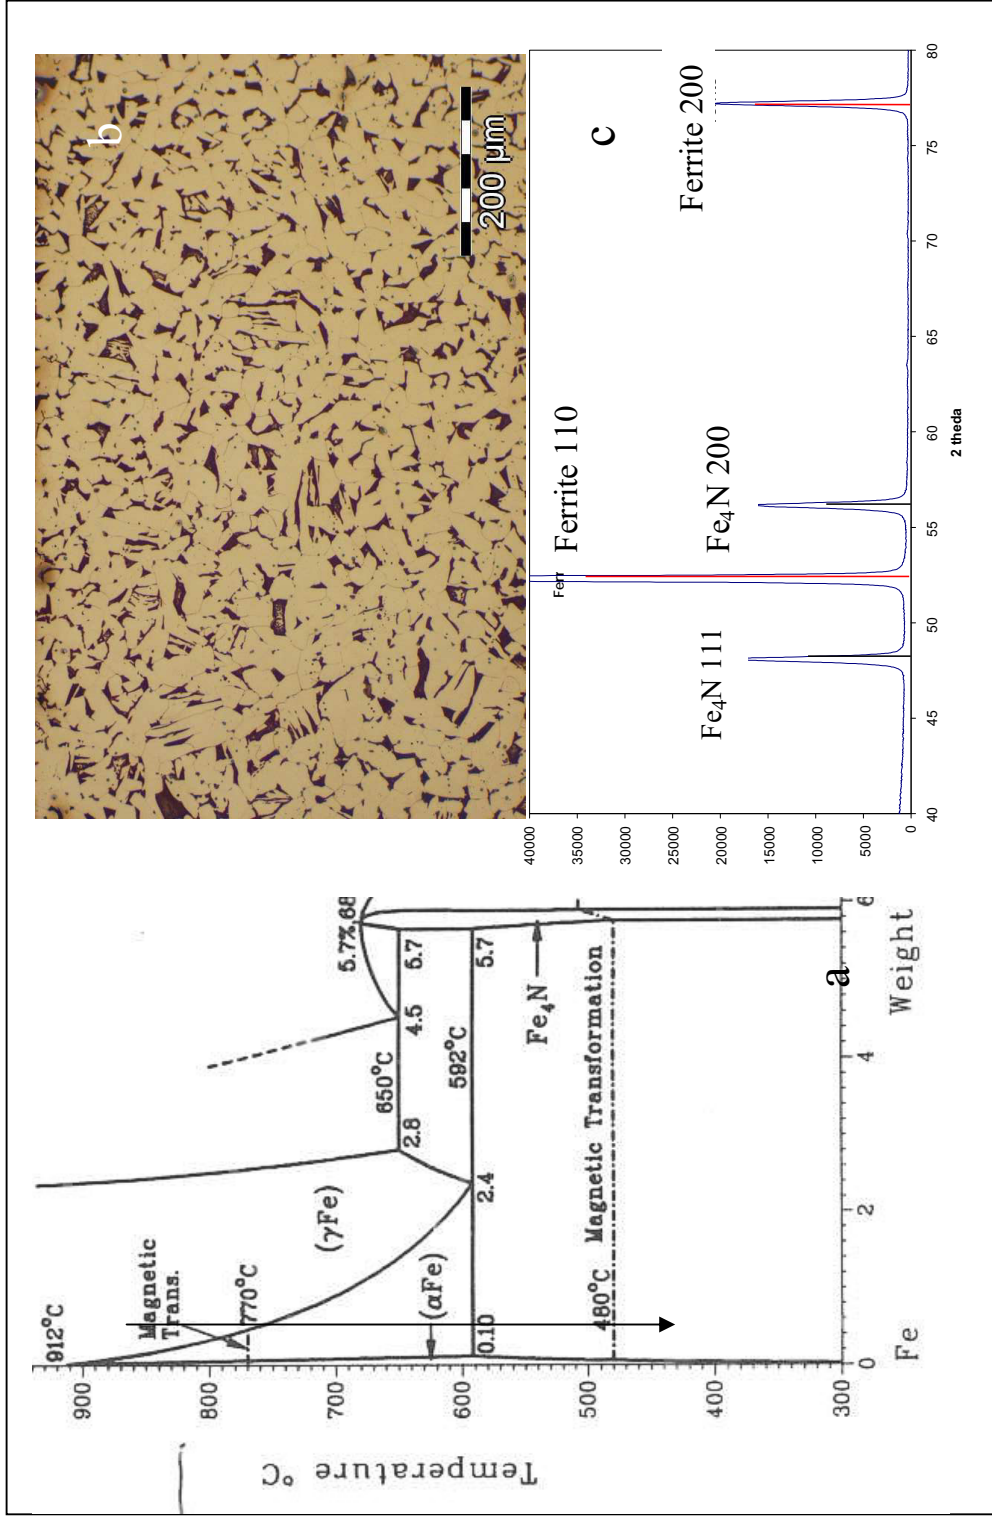 912°C
Magnetic
Trans.
770°C
(γFe)
(αFe)
0.10
2.4
2.8
650°C
4.5
5.7
5.7%,68
592°C
5.7
Fe₄N
480°C Magnetic Transformation
900
800
700
600
500
400
300
Temperature °C
0
2
4
6
Fe
Weight
a
b
200 µm
c
Ferrite 110
Ferr
Ferrite 200
Fe₄N 111
Fe₄N 200
40000
35000
30000
25000
20000
15000
10000
5000
0
40
45
50
55
60
65
70
75
80
2 theda